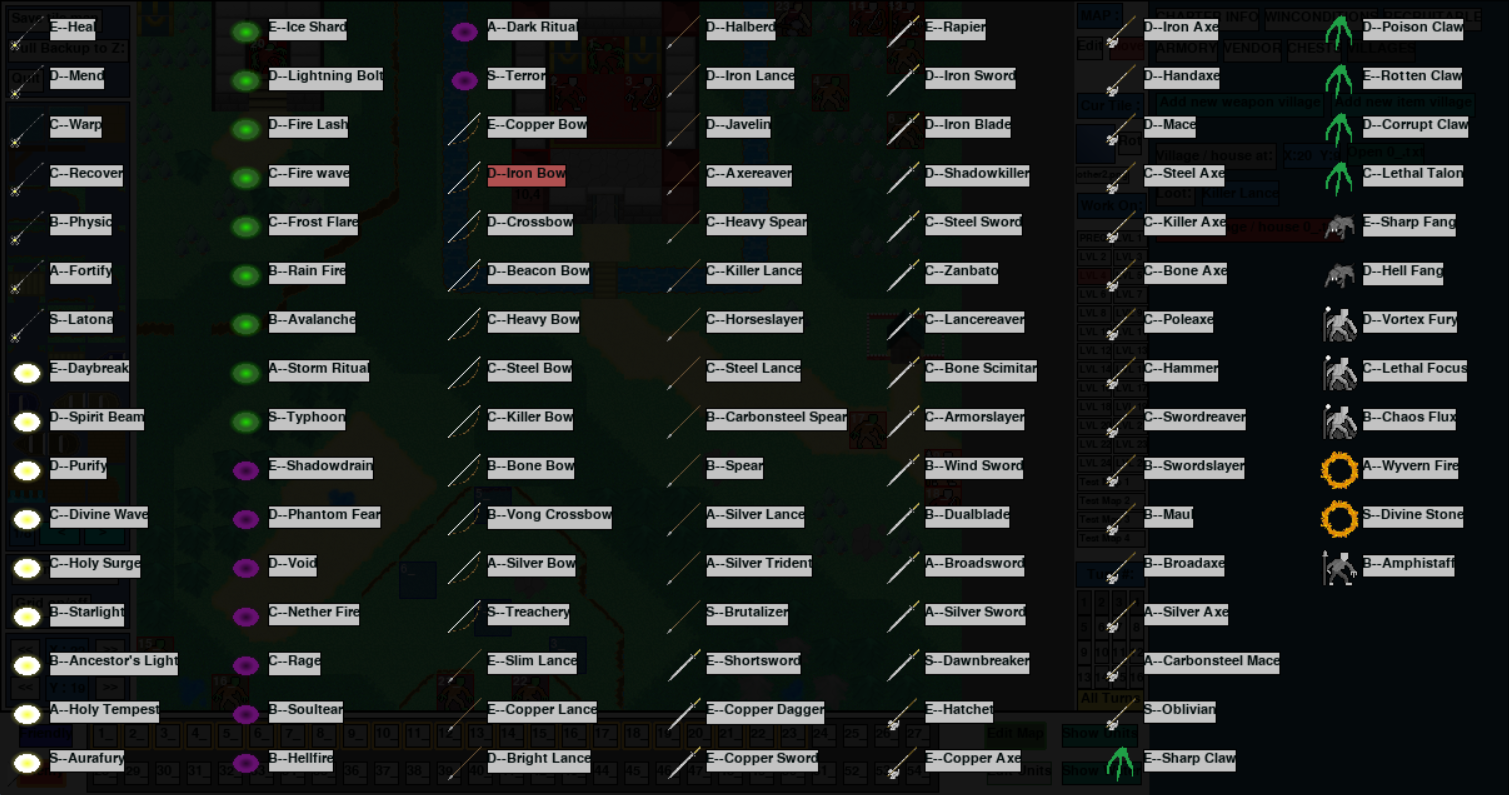 E--Heal
D--Mend
C--Warp
C--Recover
B--Physic
A--Fortify
S--Latona
E--Daybreak
D--Spirit Beam
D--Purify
C--Divine Wave
C--Holy Surge
B--Starlight
B--Ancestor's Light
A--Holy Tempest
S--Aurafury
E--Ice Shard
D--Lightning Bolt
D--Fire Lash
C--Fire wave
C--Frost Flare
B--Rain Fire
B--Avalanche
A--Storm Ritual
S--Typhoon
E--Shadowdrain
D--Phantom Fear
D--Void
C--Nether Fire
C--Rage
B--Soultear
B--Hellfire
A--Dark Ritual
S--Terror
E--Copper Bow
D--Iron Bow
D--Crossbow
D--Beacon Bow
C--Heavy Bow
C--Steel Bow
C--Killer Bow
B--Bone Bow
B--Vong Crossbow
A--Silver Bow
S--Treachery
E--Slim Lance
E--Copper Lance
D--Bright Lance
D--Halberd
D--Iron Lance
D--Javelin
C--Axereaver
C--Heavy Spear
C--Killer Lance
C--Horseslayer
C--Steel Lance
B--Carbonsteel Spear
B--Spear
A--Silver Lance
A--Silver Trident
S--Brutalizer
E--Shortsword
E--Copper Dagger
E--Copper Sword
E--Rapier
D--Iron Sword
D--Iron Blade
D--Shadowkiller
C--Steel Sword
C--Zanbato
C--Lancereaver
C--Bone Scimitar
C--Armorslayer
B--Wind Sword
B--Dualblade
A--Broadsword
A--Silver Sword
S--Dawnbreaker
E--Hatchet
E--Copper Axe
D--Iron Axe
D--Handaxe
D--Mace
C--Steel Axe
C--Killer Axe
C--Bone Axe
C--Poleaxe
C--Hammer
C--Swordreaver
B--Swordslayer
B--Maul
B--Broadaxe
A--Silver Axe
A--Carbonsteel Mace
S--Oblivian
E--Sharp Claw
D--Poison Claw
E--Rotten Claw
D--Corrupt Claw
C--Lethal Talon
E--Sharp Fang
D--Hell Fang
D--Vortex Fury
C--Lethal Focus
B--Chaos Flux
A--Wyvern Fire
S--Divine Stone
B--Amphistaff